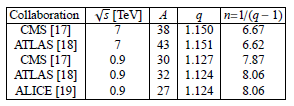 Collaboration √s [TeV] A q n=1/(q − 1)
CMS [17] 7 38 1.150 6.67
ATLAS [18] 7 43 1.151 6.62
CMS [17] 0.9 30 1.127 7.87
ATLAS [18] 0.9 32 1.124 8.06
ALICE [19] 0.9 27 1.124 8.06